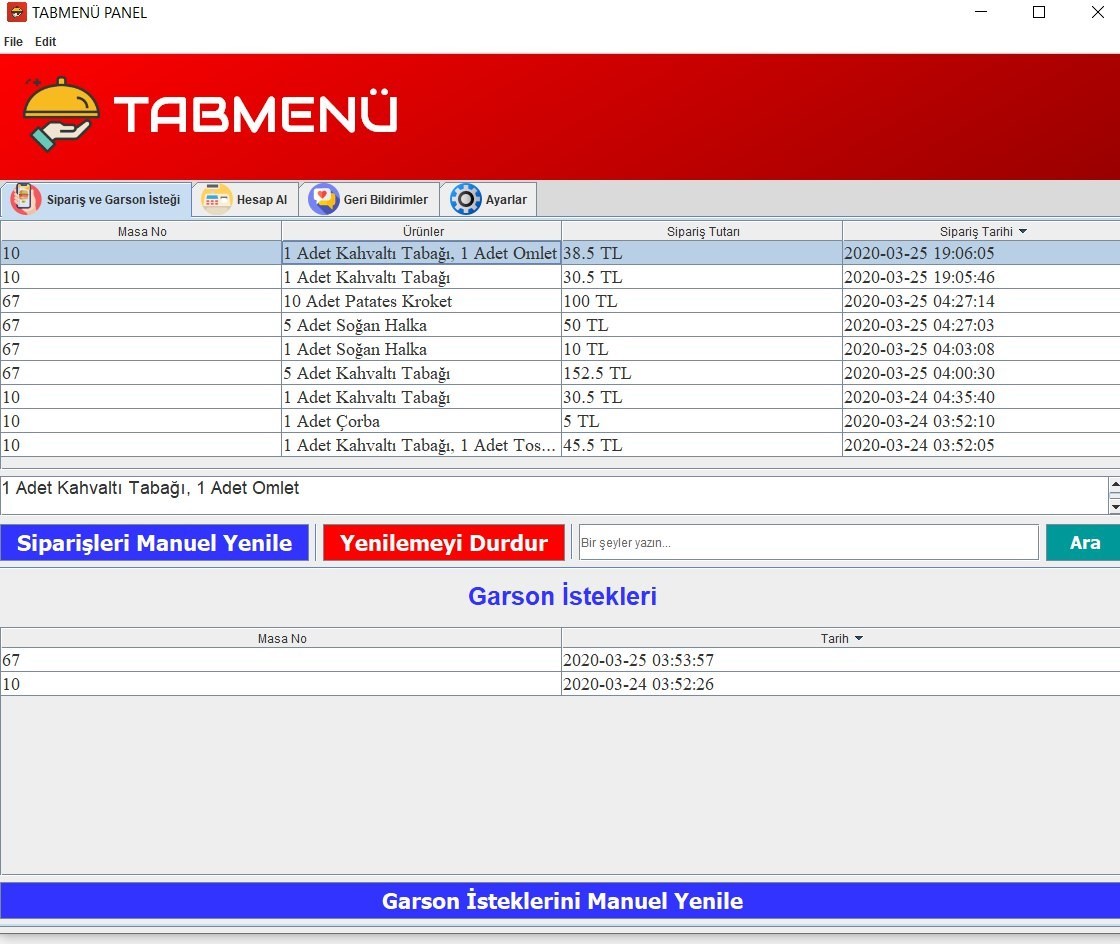 TABMENÜ PANEL
File Edit
TABMENÜ
Sipariş ve Garson İsteği Hesap Al Geri Bildirimler Ayarlar
Masa No Ürünler Sipariş Tutarı Sipariş Tarihi
10 1 Adet Kahvaltı Tabağı, 1 Adet Omlet 38.5 TL 2020-03-25 19:06:05
10 1 Adet Kahvaltı Tabağı 30.5 TL 2020-03-25 19:05:46
67 10 Adet Patates Kroket 100 TL 2020-03-25 04:27:14
67 5 Adet Soğan Halka 50 TL 2020-03-25 04:27:03
67 1 Adet Soğan Halka 10 TL 2020-03-25 04:03:08
67 5 Adet Kahvaltı Tabağı 152.5 TL 2020-03-25 04:00:30
10 1 Adet Kahvaltı Tabağı 30.5 TL 2020-03-24 04:35:40
10 1 Adet Çorba 5 TL 2020-03-24 03:52:10
10 1 Adet Kahvaltı Tabağı, 1 Adet Tos... 45.5 TL 2020-03-24 03:52:05
1 Adet Kahvaltı Tabağı, 1 Adet Omlet
Siparişleri Manuel Yenile Yenilemeyi Durdur Bir şeyler yazın... Ara
Garson İstekleri
Masa No Tarih
67 2020-03-25 03:53:57
10 2020-03-24 03:52:26
Garson İsteklerini Manuel Yenile